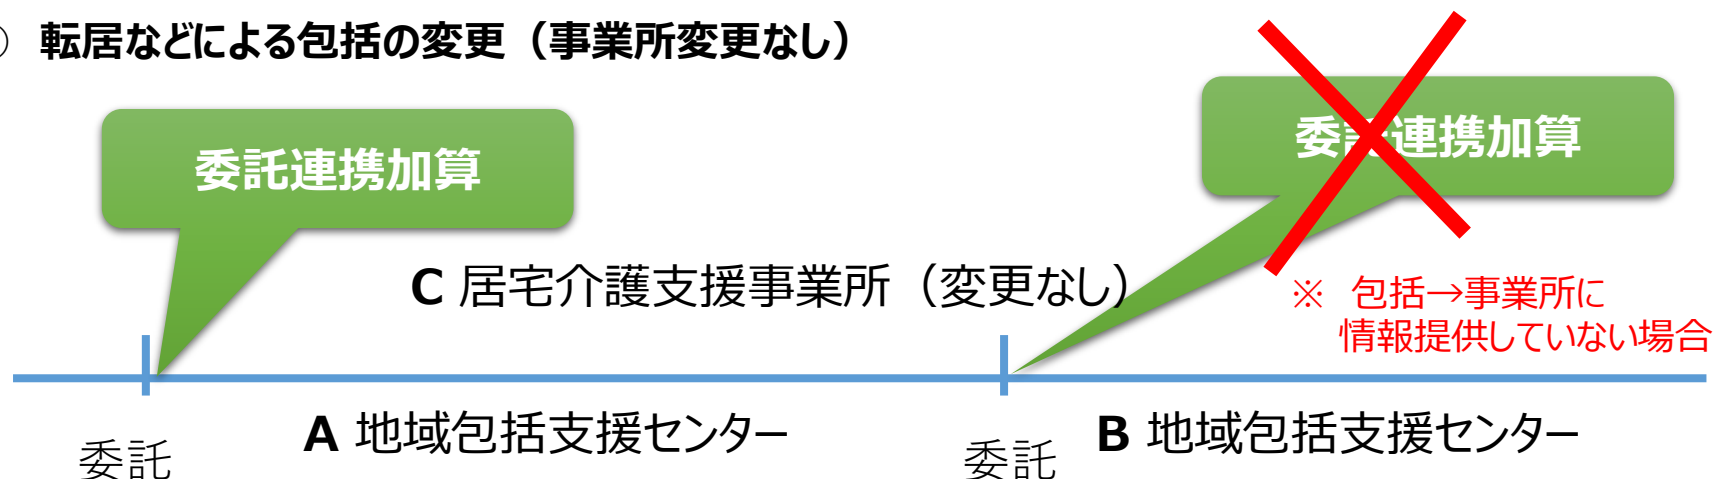 転居などによる包括の変更（事業所変更なし）
委託連携加算
委託連携加算
C 居宅介護支援事業所（変更なし）
※ 包括→事業所に
情報提供していない場合
A 地域包括支援センター
B 地域包括支援センター
委託
委託